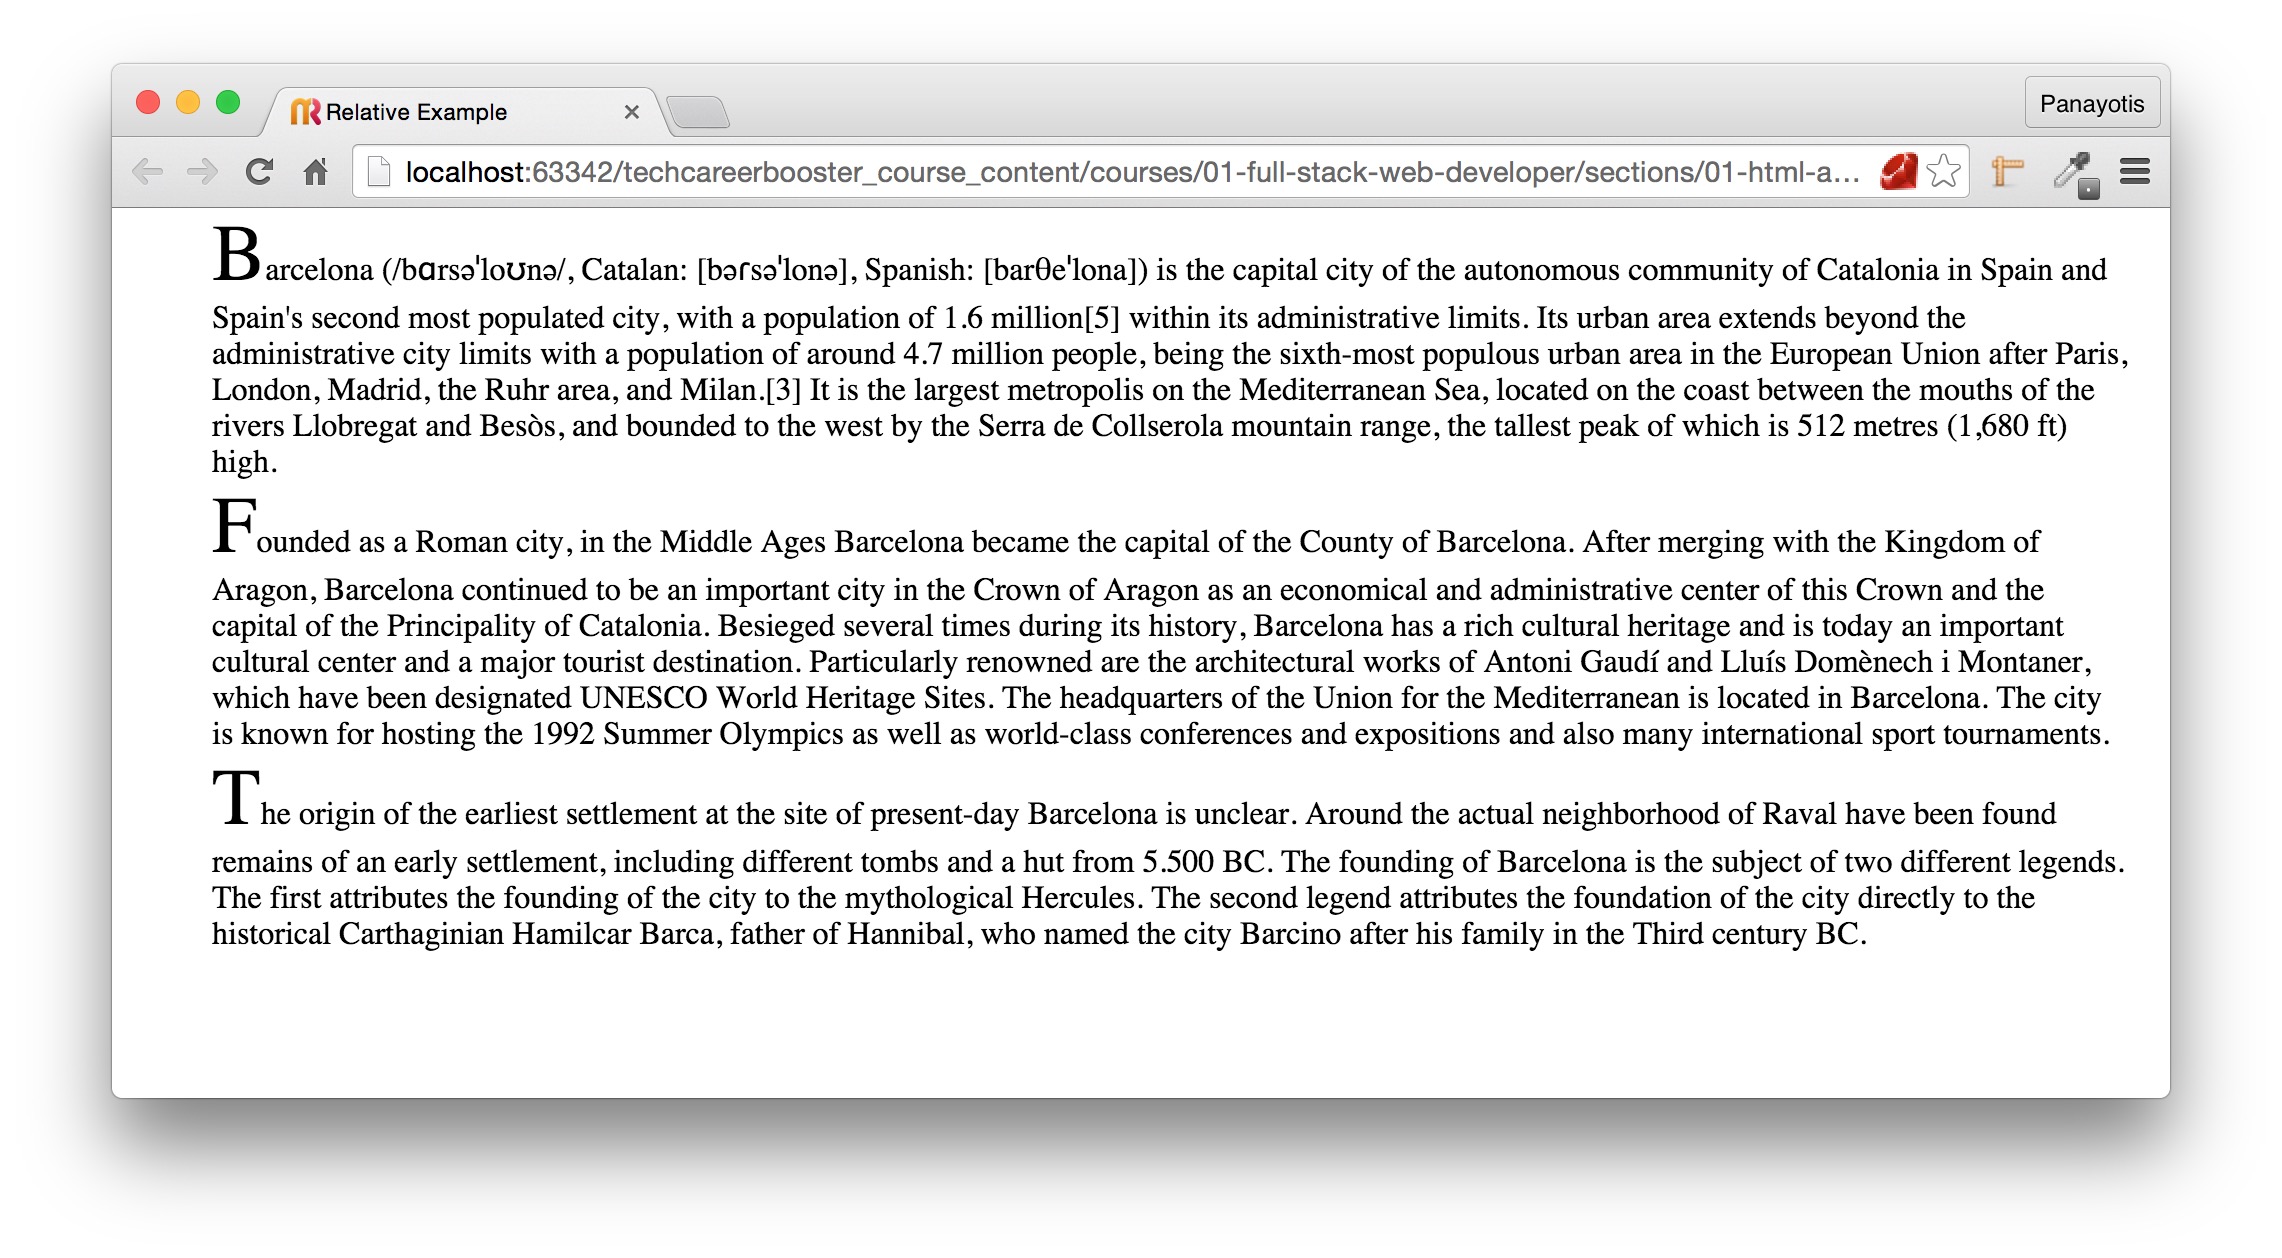 Relative Example
Panayotis
localhost:63342/techcareerbooster_course_content/courses/01-full-stack-web-developer/sections/01-html-a...
Barcelona (/bɑrsəˈloʊnə/, Catalan: [bərsəˈlonə], Spanish: [barθeˈlona]) is the capital city of the autonomous community of Catalonia in Spain and
Spain's second most populated city, with a population of 1.6 million[5] within its administrative limits. Its urban area extends beyond the
administrative city limits with a population of around 4.7 million people, being the sixth-most populous urban area in the European Union after Paris,
London, Madrid, the Ruhr area, and Milan.[3] It is the largest metropolis on the Mediterranean Sea, located on the coast between the mouths of the
rivers Llobregat and Besòs, and bounded to the west by the Serra de Collserola mountain range, the tallest peak of which is 512 metres (1,680 ft)
high.
Founded as a Roman city, in the Middle Ages Barcelona became the capital of the County of Barcelona. After merging with the Kingdom of
Aragon, Barcelona continued to be an important city in the Crown of Aragon as an economical and administrative center of this Crown and the
capital of the Principality of Catalonia. Besieged several times during its history, Barcelona has a rich cultural heritage and is today an important
cultural center and a major tourist destination. Particularly renowned are the architectural works of Antoni Gaudí and Lluís Domènech i Montaner,
which have been designated UNESCO World Heritage Sites. The headquarters of the Union for the Mediterranean is located in Barcelona. The city
is known for hosting the 1992 Summer Olympics as well as world-class conferences and expositions and also many international sport tournaments.
The origin of the earliest settlement at the site of present-day Barcelona is unclear. Around the actual neighborhood of Raval have been found
remains of an early settlement, including different tombs and a hut from 5.500 BC. The founding of Barcelona is the subject of two different legends.
The first attributes the founding of the city to the mythological Hercules. The second legend attributes the foundation of the city directly to the
historical Carthaginian Hamilcar Barca, father of Hannibal, who named the city Barcino after his family in the Third century BC.